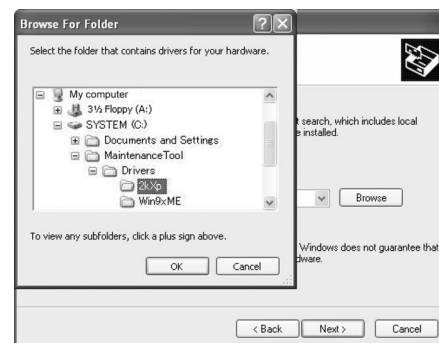 Browse For Folder
Select the folder that contains drivers for your hardware.
My computer
3½ Floppy (A:)
SYSTEM (C:)
Documents and Settings
MaintenanceTool
Drivers
2kXp
Win9xME
To view any subfolders, click a plus sign above.
OK Cancel
t search, which includes local
e installed.
Browse
Windows does not guarantee that
dware.
< Back Next > Cancel